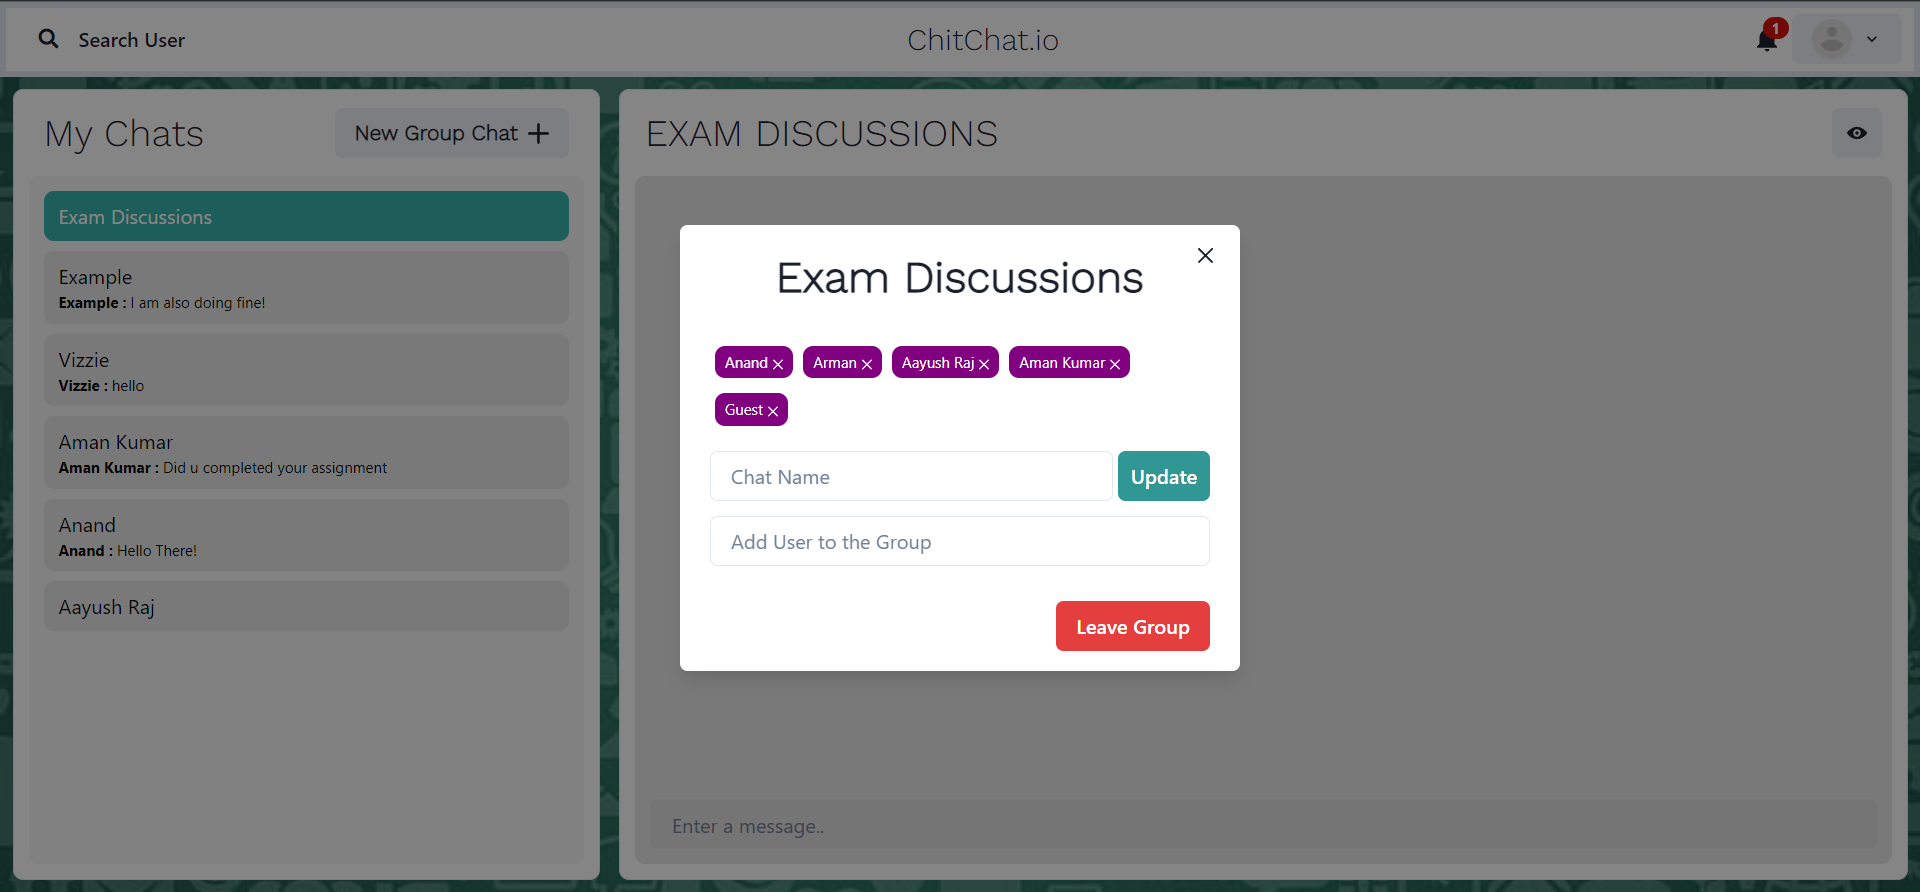 Search User
ChitChat.io
1
My Chats
New Group Chat
Exam Discussions
Example
Example : I am also doing fine!
Vizzie
Vizzie : hello
Aman Kumar
Aman Kumar : Did u completed your assignment
Anand
Anand : Hello There!
Aayush Raj
EXAM DISCUSSIONS
Exam Discussions
Anand Arman Aayush Raj Aman Kumar
Guest
Chat Name Update
Add User to the Group
Leave Group
Enter a message..